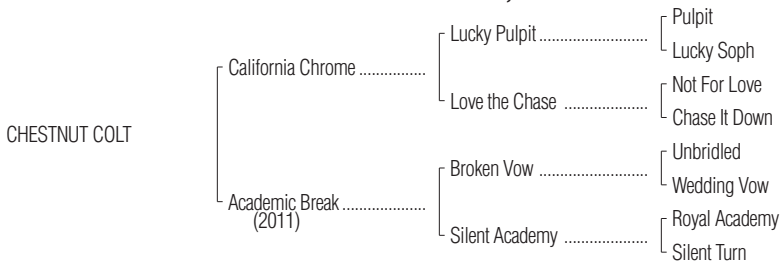 Pulpit
Lucky Pulpit ..........................
Lucky Soph
California Chrome ................
Not For Love
Love the Chase ....................
Chase It Down
CHESTNUT COLT
Unbridled
Broken Vow ..........................
Wedding Vow
Academic Break ....................
(2011)
Royal Academy
Silent Academy ....................
Silent Turn